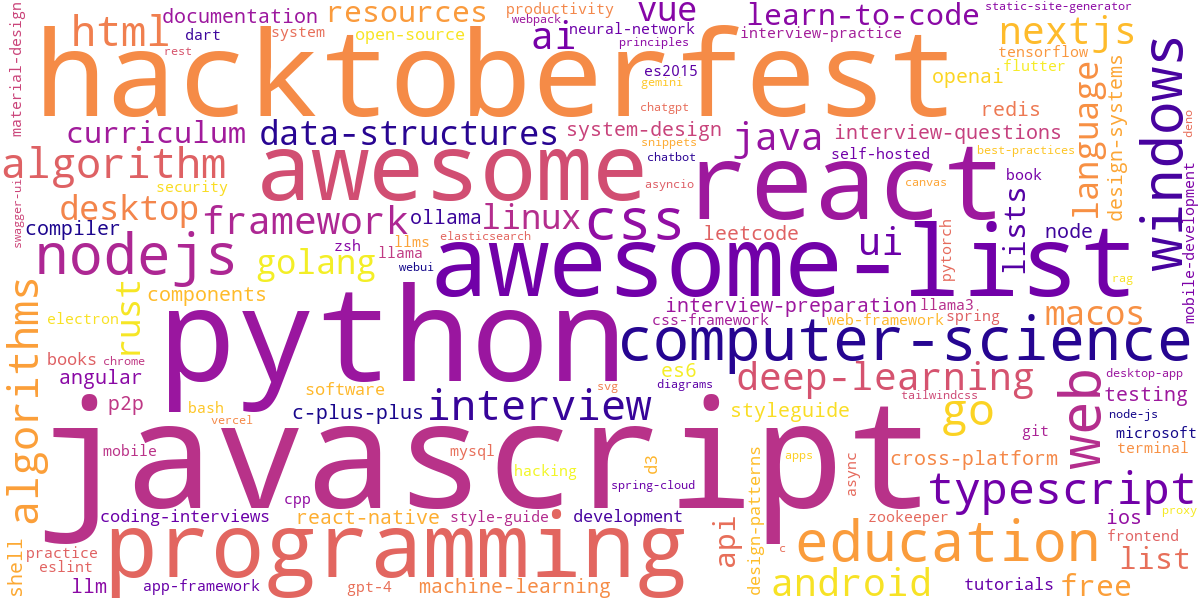 material-design
html
documentation
dart
system
rest
resources
open-source
webpack
productivity
ai
neural-network
principles
vue
learn-to-code
interview-practice
static-site-generator
nextjs
tensorflow
flutter
hacktoberfest
es2015
gemini
chatgpt
openai
redis
language
design-systems
windows
deno
curriculum
data-structures
system-design
snippets
chatbot
java
interview-questions
self-hosted
best-practices
algorithm
security
awesome
asyncio
react
canvas
book
lists
swagger-ui
desktop
compiler
framework
ollama
linux
css
leetcode
ui
node
mobile-development
nodejs
golang
zsh
llms
llama
webui
elasticsearch
awesome-list
pytorch
rag
algorithms
components
rust
electron
python
interview-preparation
llama3
css-framework
web-framework
spring
macos
computer-science
books
chrome
angular
p2p
software
svg
es6
diagrams
deep-learning
tailwindcss
web
desktop-app
testing
bash
vercel
c-plus-plus
interview
styleguide
go
node-js
git
microsoft
terminal
javascript
mobile
mysql
hacking
d3
spring-cloud
apps
async
cross-platform
typescript
cpp
coding-interviews
react-native
style-guide
development
api
design-patterns
zookeeper
ios
proxy
frontend
shell
practice
eslint
programming
c
education
list
llm
app-framework
gpt-4
machine-learning
android
tutorials
free